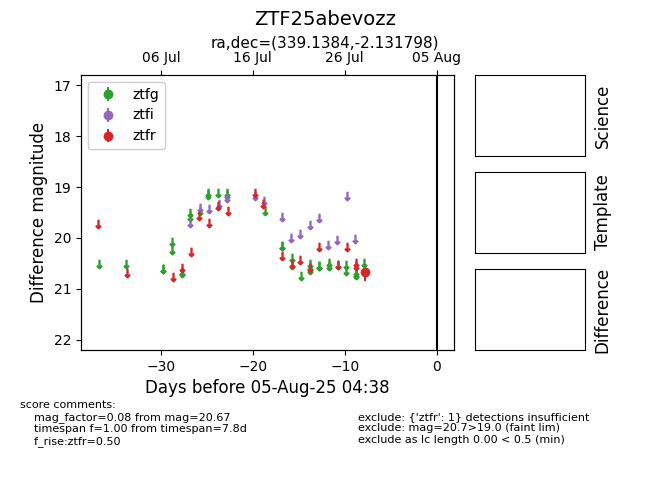 ZTF25abevozz
ra,dec=(339.1384,-2.131798)
06 Jul
16 Jul
26 Jul
05 Aug
17
18
19
20
21
22
Difference magnitude
ztfg
ztfi
ztfr
−30
−20
−10
0
Days before 05-Aug-25 04:38
Science
Template
Difference
score comments:
mag_factor=0.08 from mag=20.67
timespan f=1.00 from timespan=7.8d
f_rise:ztfr=0.50
exclude: {'ztfr': 1} detections insufficient
exclude: mag=20.7>19.0 (faint lim)
exclude as lc length 0.00 < 0.5 (min)